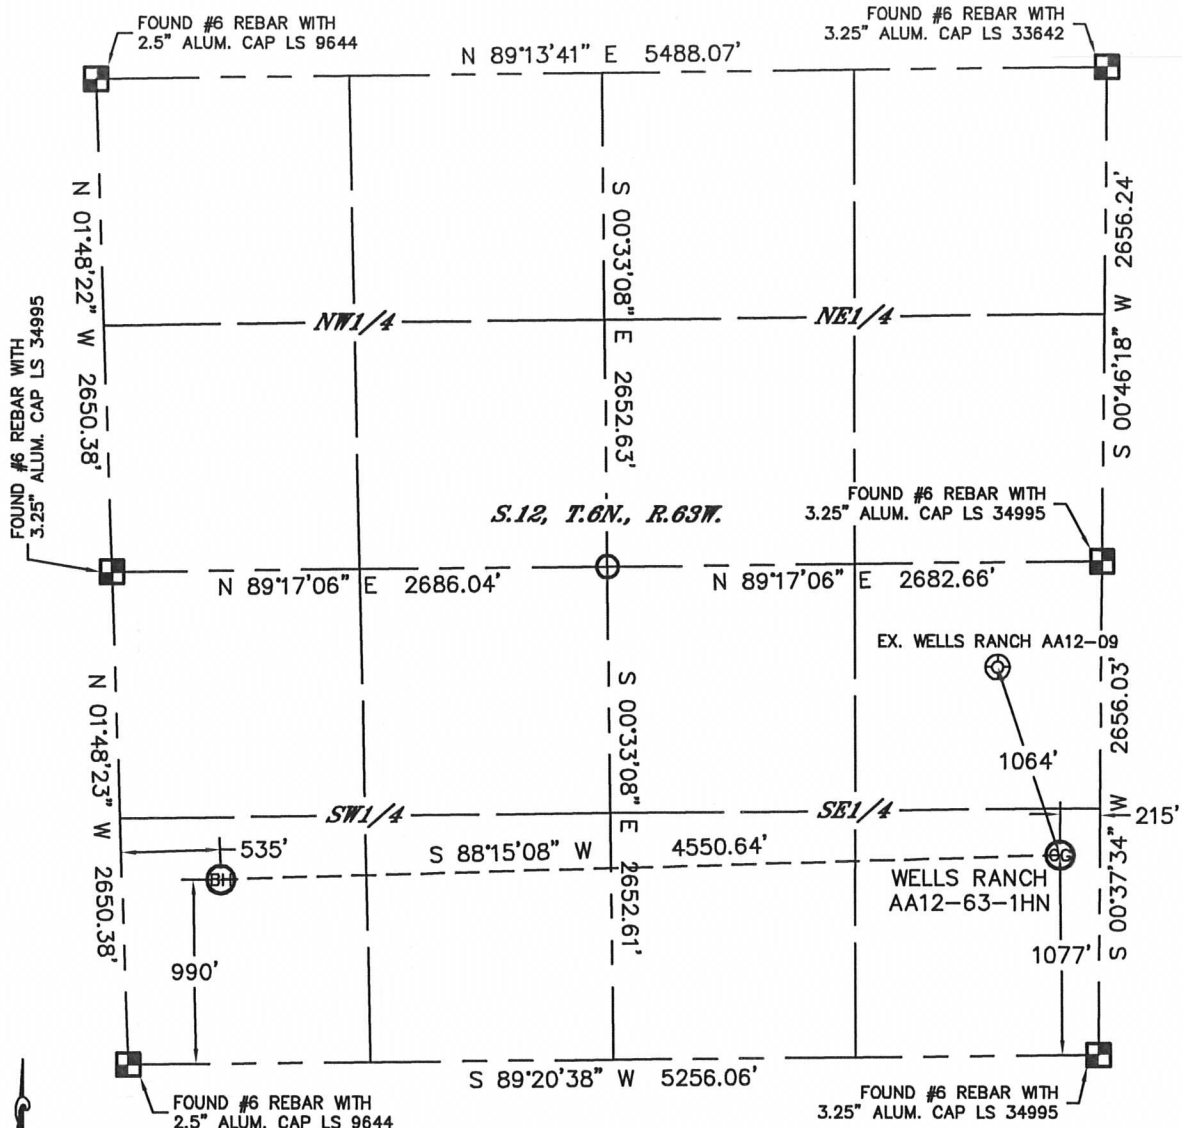 FOUND #6 REBAR WITH
2.5" ALUM. CAP LS 9644
FOUND #6 REBAR WITH
3.25" ALUM. CAP LS 33642
N 89°13'41" E 5488.07'
N 01°48'22" W 2650.38'
S 00°33'08" E 2652.63'
S 00°46'18" W 2656.24'
NW1/4
NE1/4
FOUND #6 REBAR WITH
3.25" ALUM. CAP LS 34995
S.12, T.6N., R.63W.
FOUND #6 REBAR WITH
3.25" ALUM. CAP LS 34995
N 89°17'06" E 2686.04'
N 89°17'06" E 2682.66'
EX. WELLS RANCH AA12-09
N 01°48'23" W 2650.38'
S 00°33'08" E 2652.61'
S 00°37'34" W 2656.03'
1064'
SW1/4
SE1/4
215'
535'
S 88°15'08" W 4550.64'
BH
OG
WELLS RANCH
AA12-63-1HN
990'
1077'
S 89°20'38" W 5256.06'
FOUND #6 REBAR WITH
2.5" ALUM. CAP LS 9644
FOUND #6 REBAR WITH
3.25" ALUM. CAP LS 34995